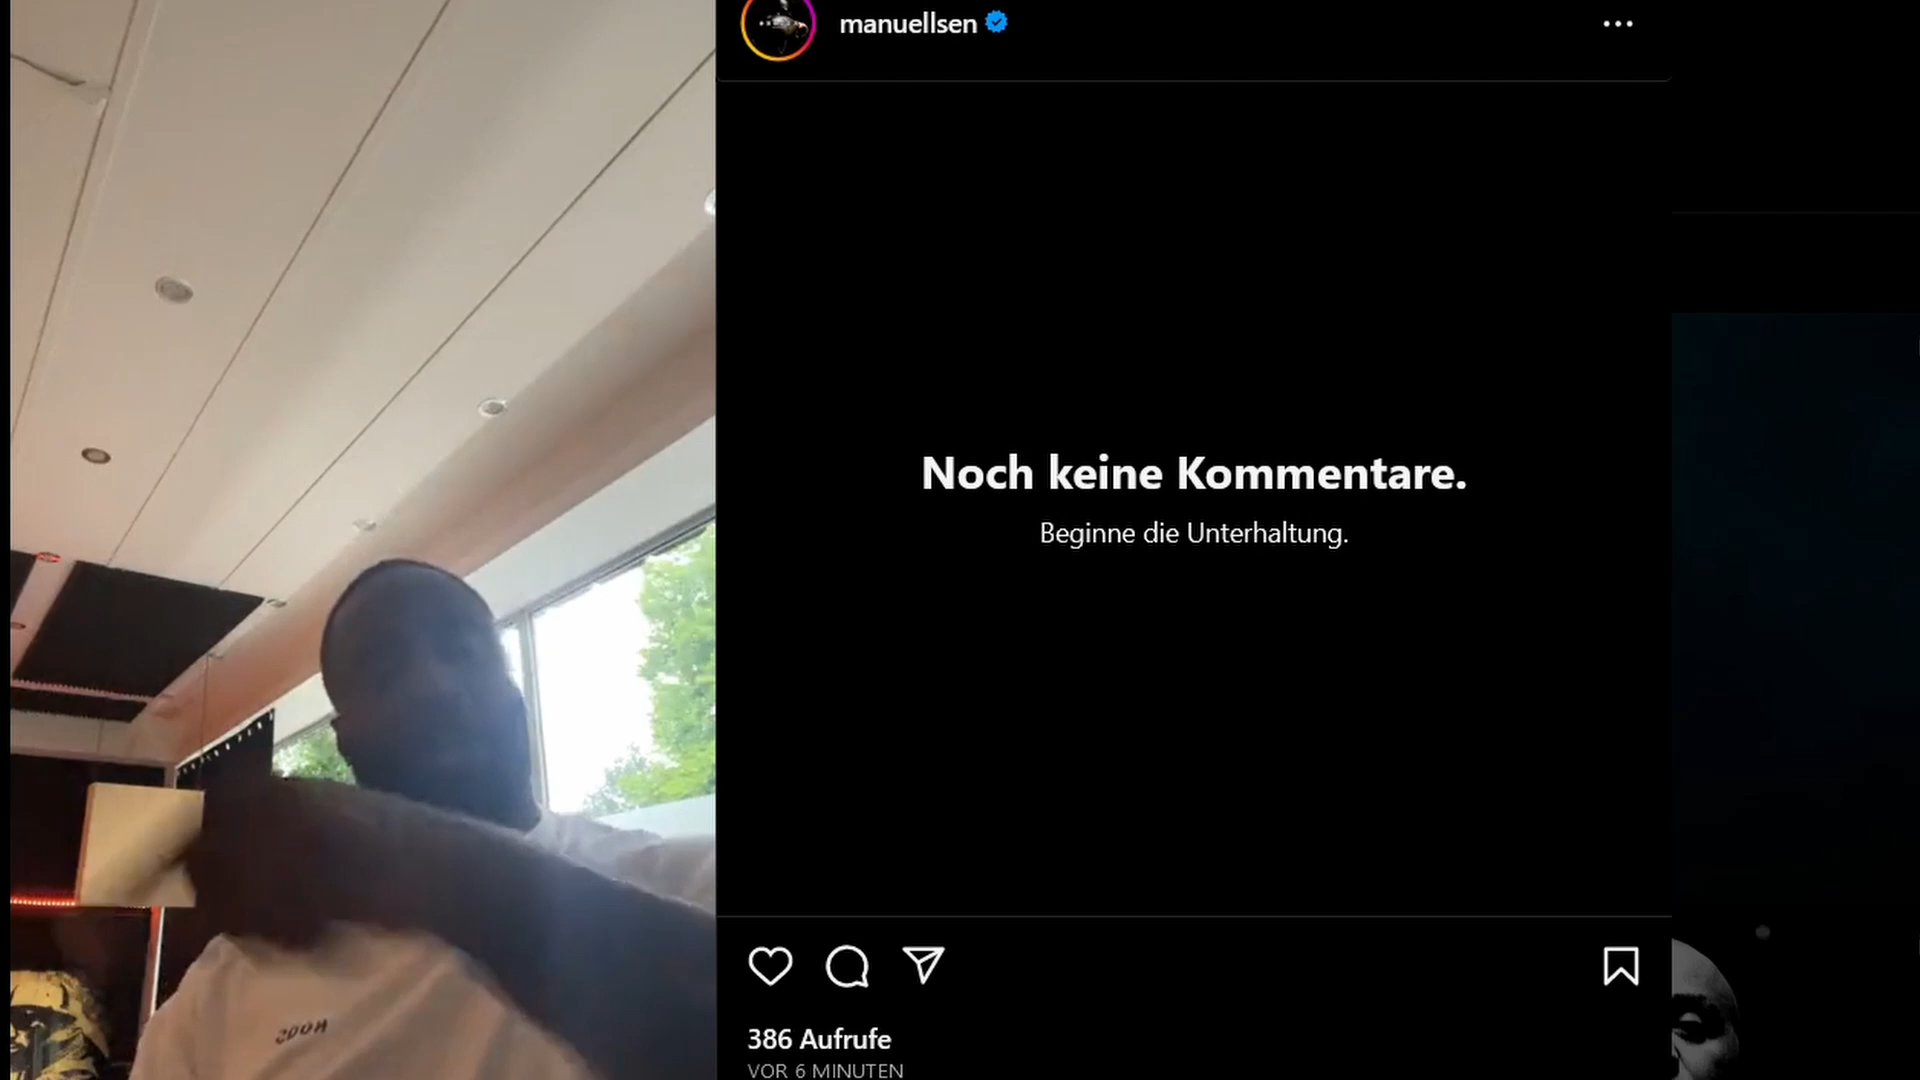 manuellsen
Noch keine Kommentare.
Beginne die Unterhaltung.
386 Aufrufe
VOR 6 MINUTEN